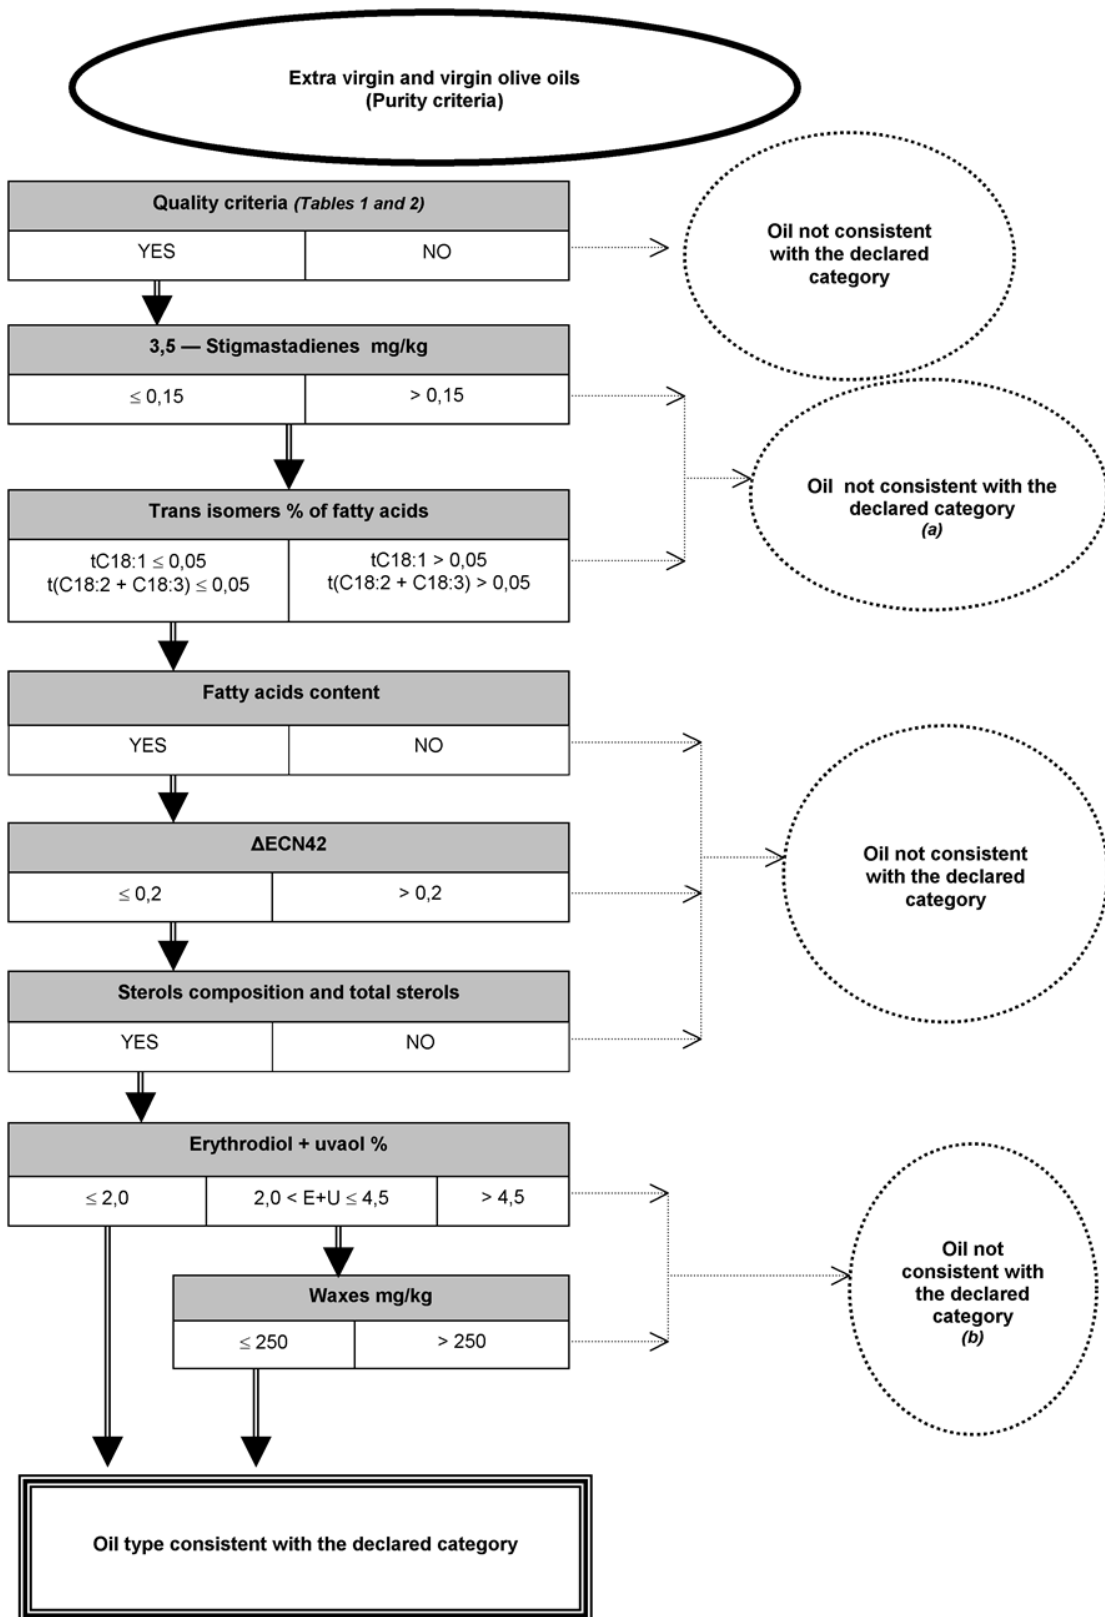 Extra virgin and virgin olive oils
(Purity criteria)
Quality criteria (Tables 1 and 2)
YES
NO
Oil not consistent
with the declared
category
3,5 — Stigmastadienes mg/kg
≤ 0,15
> 0,15
Oil not consistent with the
declared category
(a)
Trans isomers % of fatty acids
tC18:1 ≤ 0,05
t(C18:2 + C18:3) ≤ 0,05
tC18:1 > 0,05
t(C18:2 + C18:3) > 0,05
Fatty acids content
YES
NO
ΔECN42
≤ 0,2
> 0,2
Oil not consistent
with the declared
category
Sterols composition and total sterols
YES
NO
Erythrodiol + uvaol %
≤ 2,0
2,0 < E+U ≤ 4,5
> 4,5
Waxes mg/kg
≤ 250
> 250
Oil not
consistent with
the declared
category
(b)
Oil type consistent with the declared category